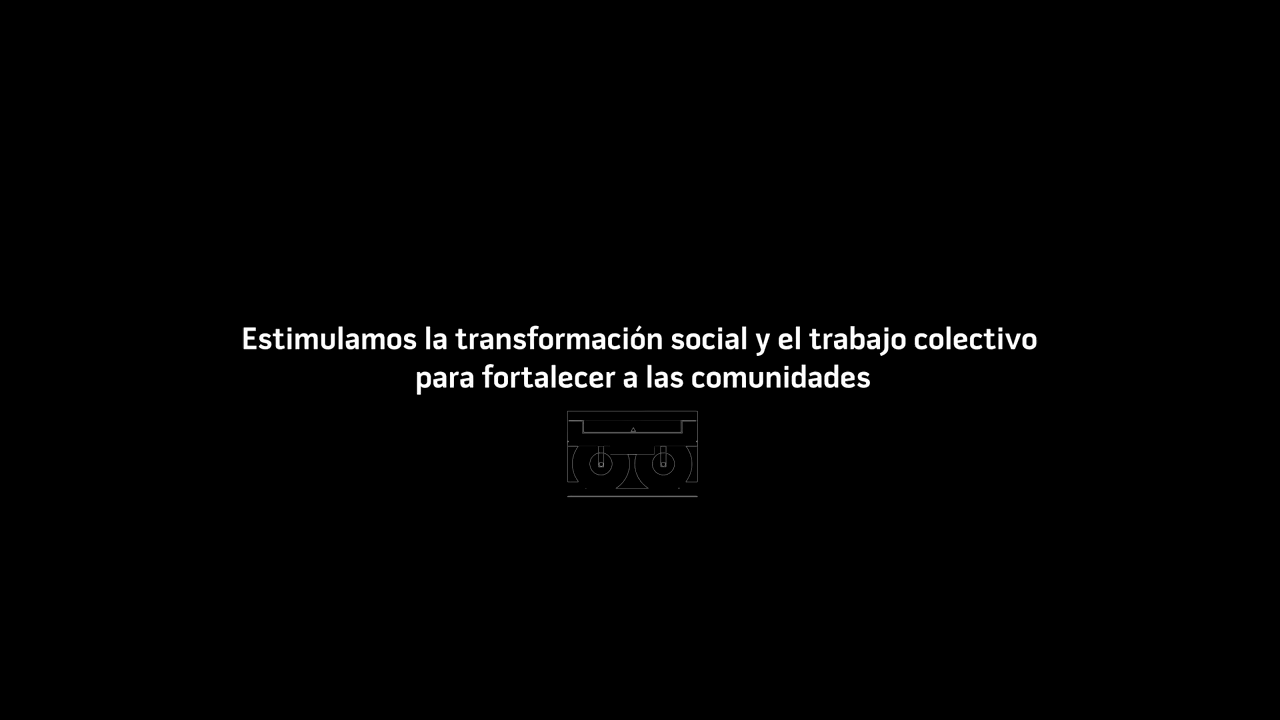 Estimulamos la transformación social y el trabajo colectivo
para fortalecer a las comunidades